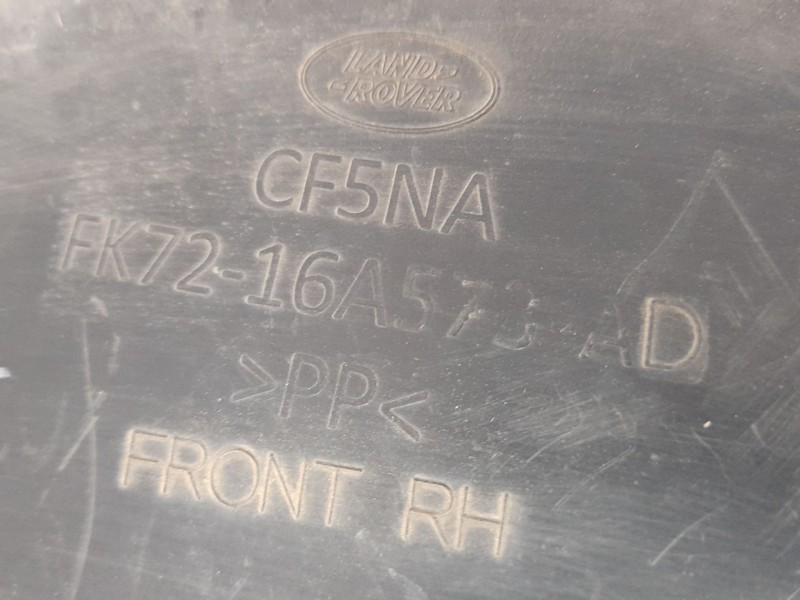 LAND
ROVER
CF5NA
FK72-16A573-AD
>PP<
FRONT RH